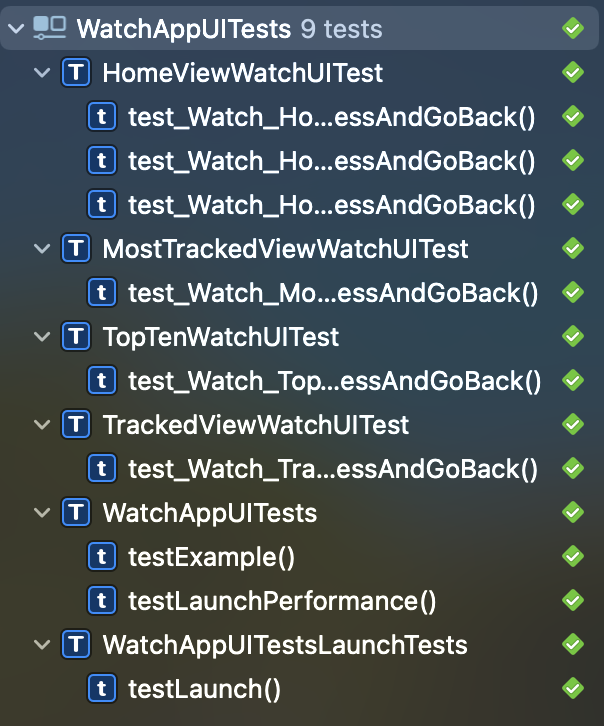 WatchAppUITests 9 tests
T HomeViewWatchUITest
t test_Watch_Ho...essAndGoBack()
t test_Watch_Ho...essAndGoBack()
t test_Watch_Ho...essAndGoBack()
T MostTrackedViewWatchUITest
t test_Watch_Mo...essAndGoBack()
T TopTenWatchUITest
t test_Watch_Top...essAndGoBack()
T TrackedViewWatchUITest
t test_Watch_Tra...essAndGoBack()
T WatchAppUITests
t testExample()
t testLaunchPerformance()
T WatchAppUITestsLaunchTests
t testLaunch()